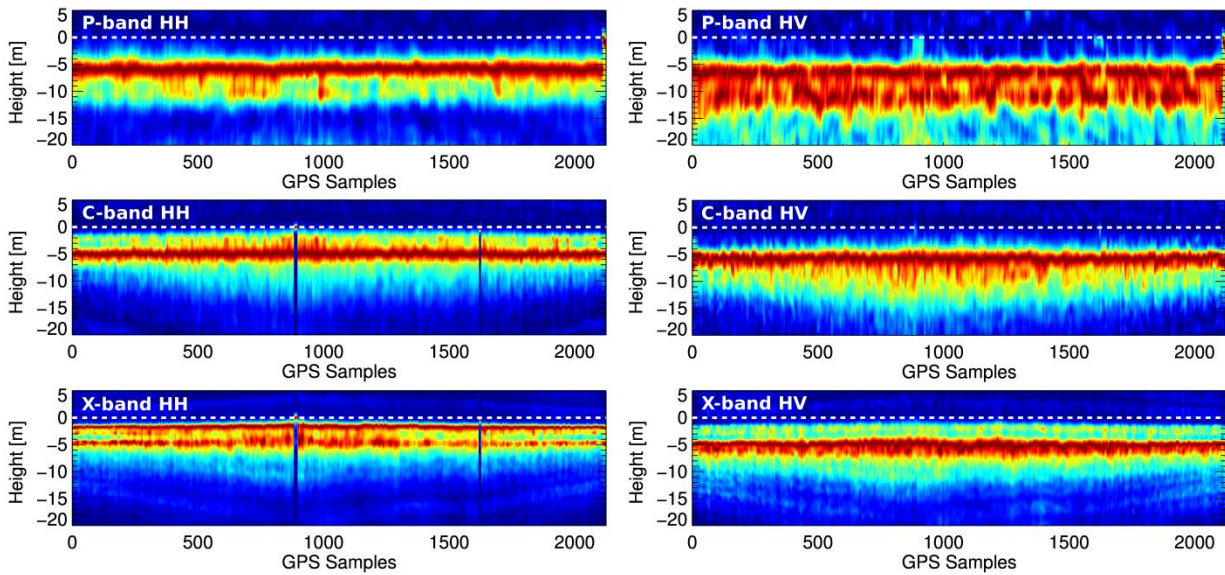 P-band HH
5
0
−5
−10
−15
−20
Height [m]
0 500 1000 1500 2000
GPS Samples
P-band HV
5
0
−5
−10
−15
−20
Height [m]
0 500 1000 1500 2000
GPS Samples
C-band HH
5
0
−5
−10
−15
−20
Height [m]
0 500 1000 1500 2000
GPS Samples
C-band HV
5
0
−5
−10
−15
−20
Height [m]
0 500 1000 1500 2000
GPS Samples
X-band HH
5
0
−5
−10
−15
−20
Height [m]
0 500 1000 1500 2000
GPS Samples
X-band HV
5
0
−5
−10
−15
−20
Height [m]
0 500 1000 1500 2000
GPS Samples